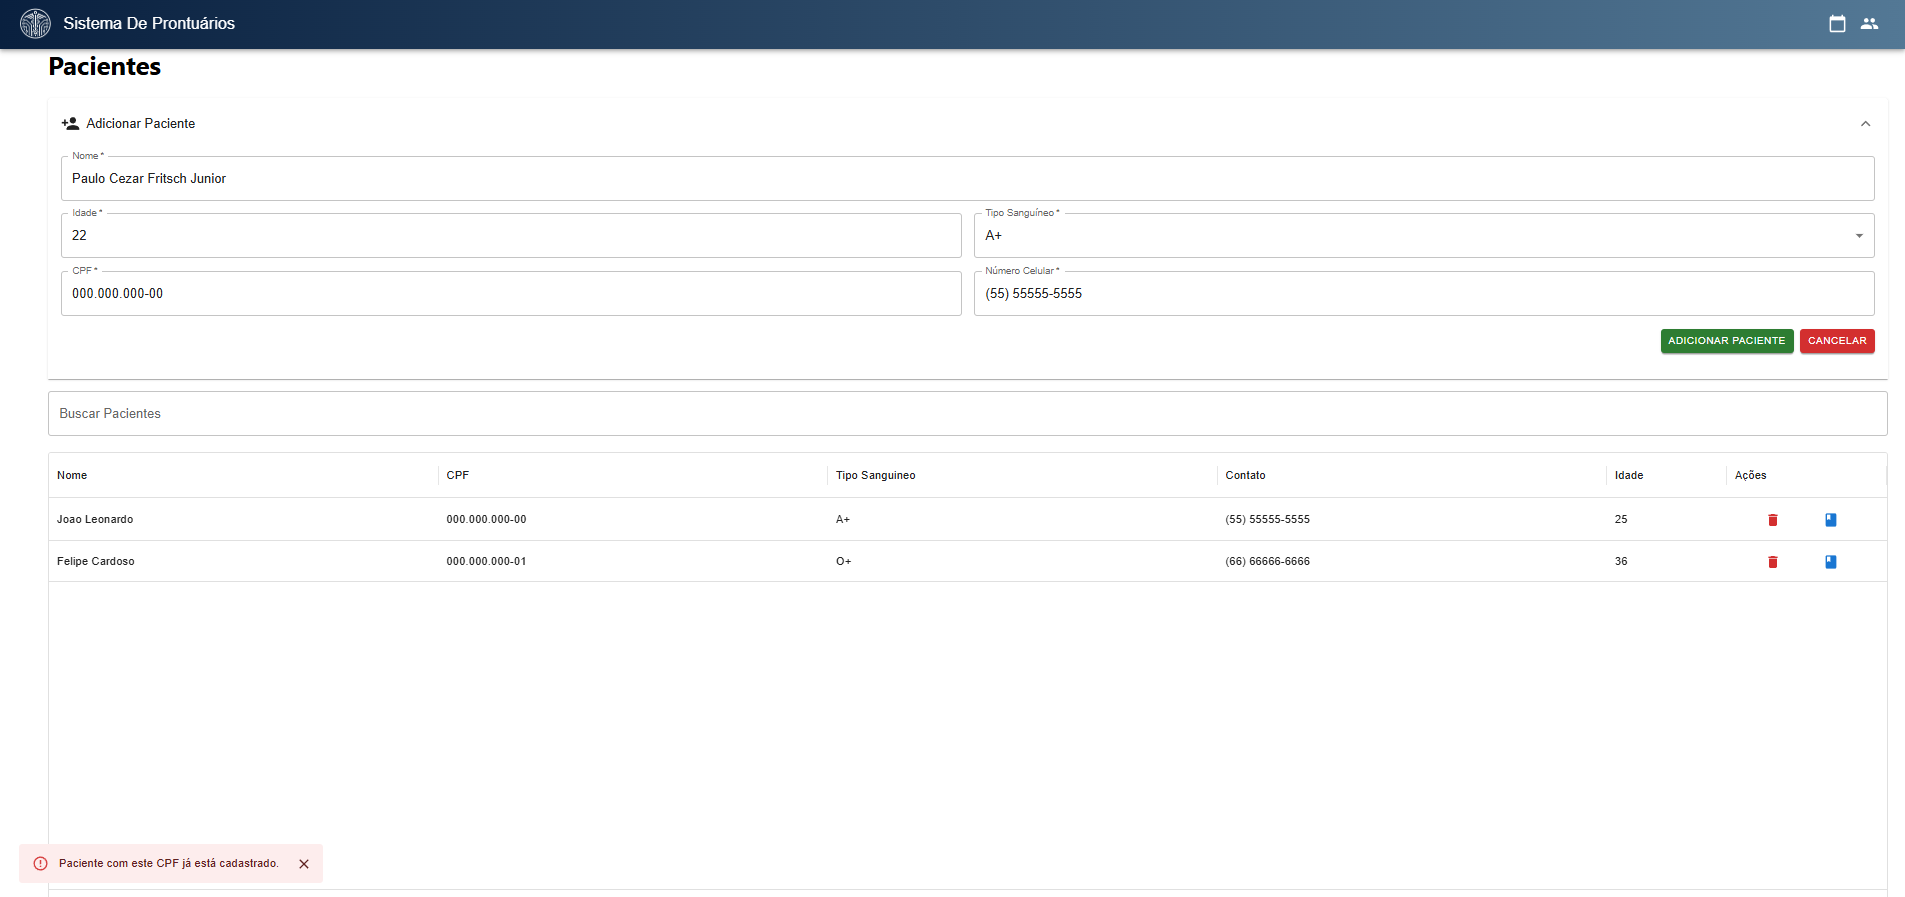 Sistema De Prontuários
Pacientes
Adicionar Paciente
Nome *
Paulo Cezar Fritsch Junior
Idade *
22
Tipo Sanguíneo *
A+
CPF *
000.000.000-00
Número Celular *
(55) 55555-5555
ADICIONAR PACIENTE
CANCELAR
Buscar Pacientes
Nome CPF Tipo Sanguineo Contato Idade Ações
Joao Leonardo 000.000.000-00 A+ (55) 55555-5555 25
Felipe Cardoso 000.000.000-01 O+ (66) 66666-6666 36
Paciente com este CPF já está cadastrado.